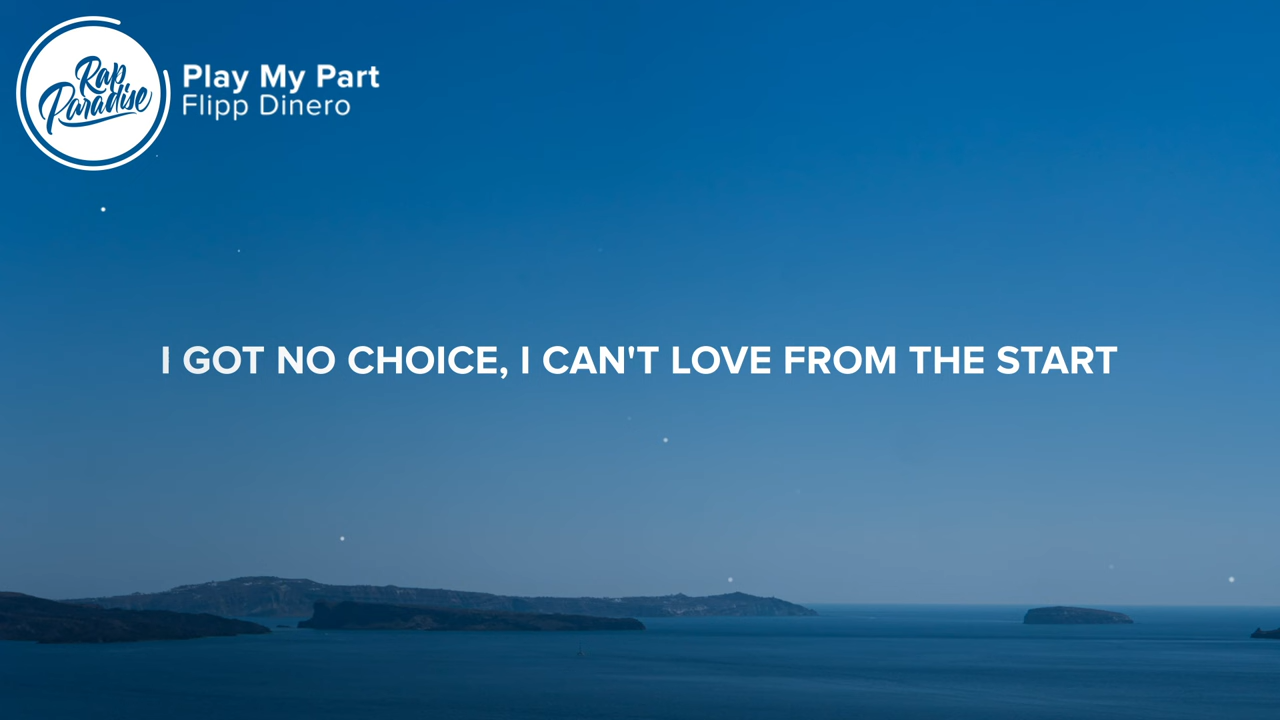 Rap
Paradise
Play My Part
Flipp Dinero
I GOT NO CHOICE, I CAN'T LOVE FROM THE START